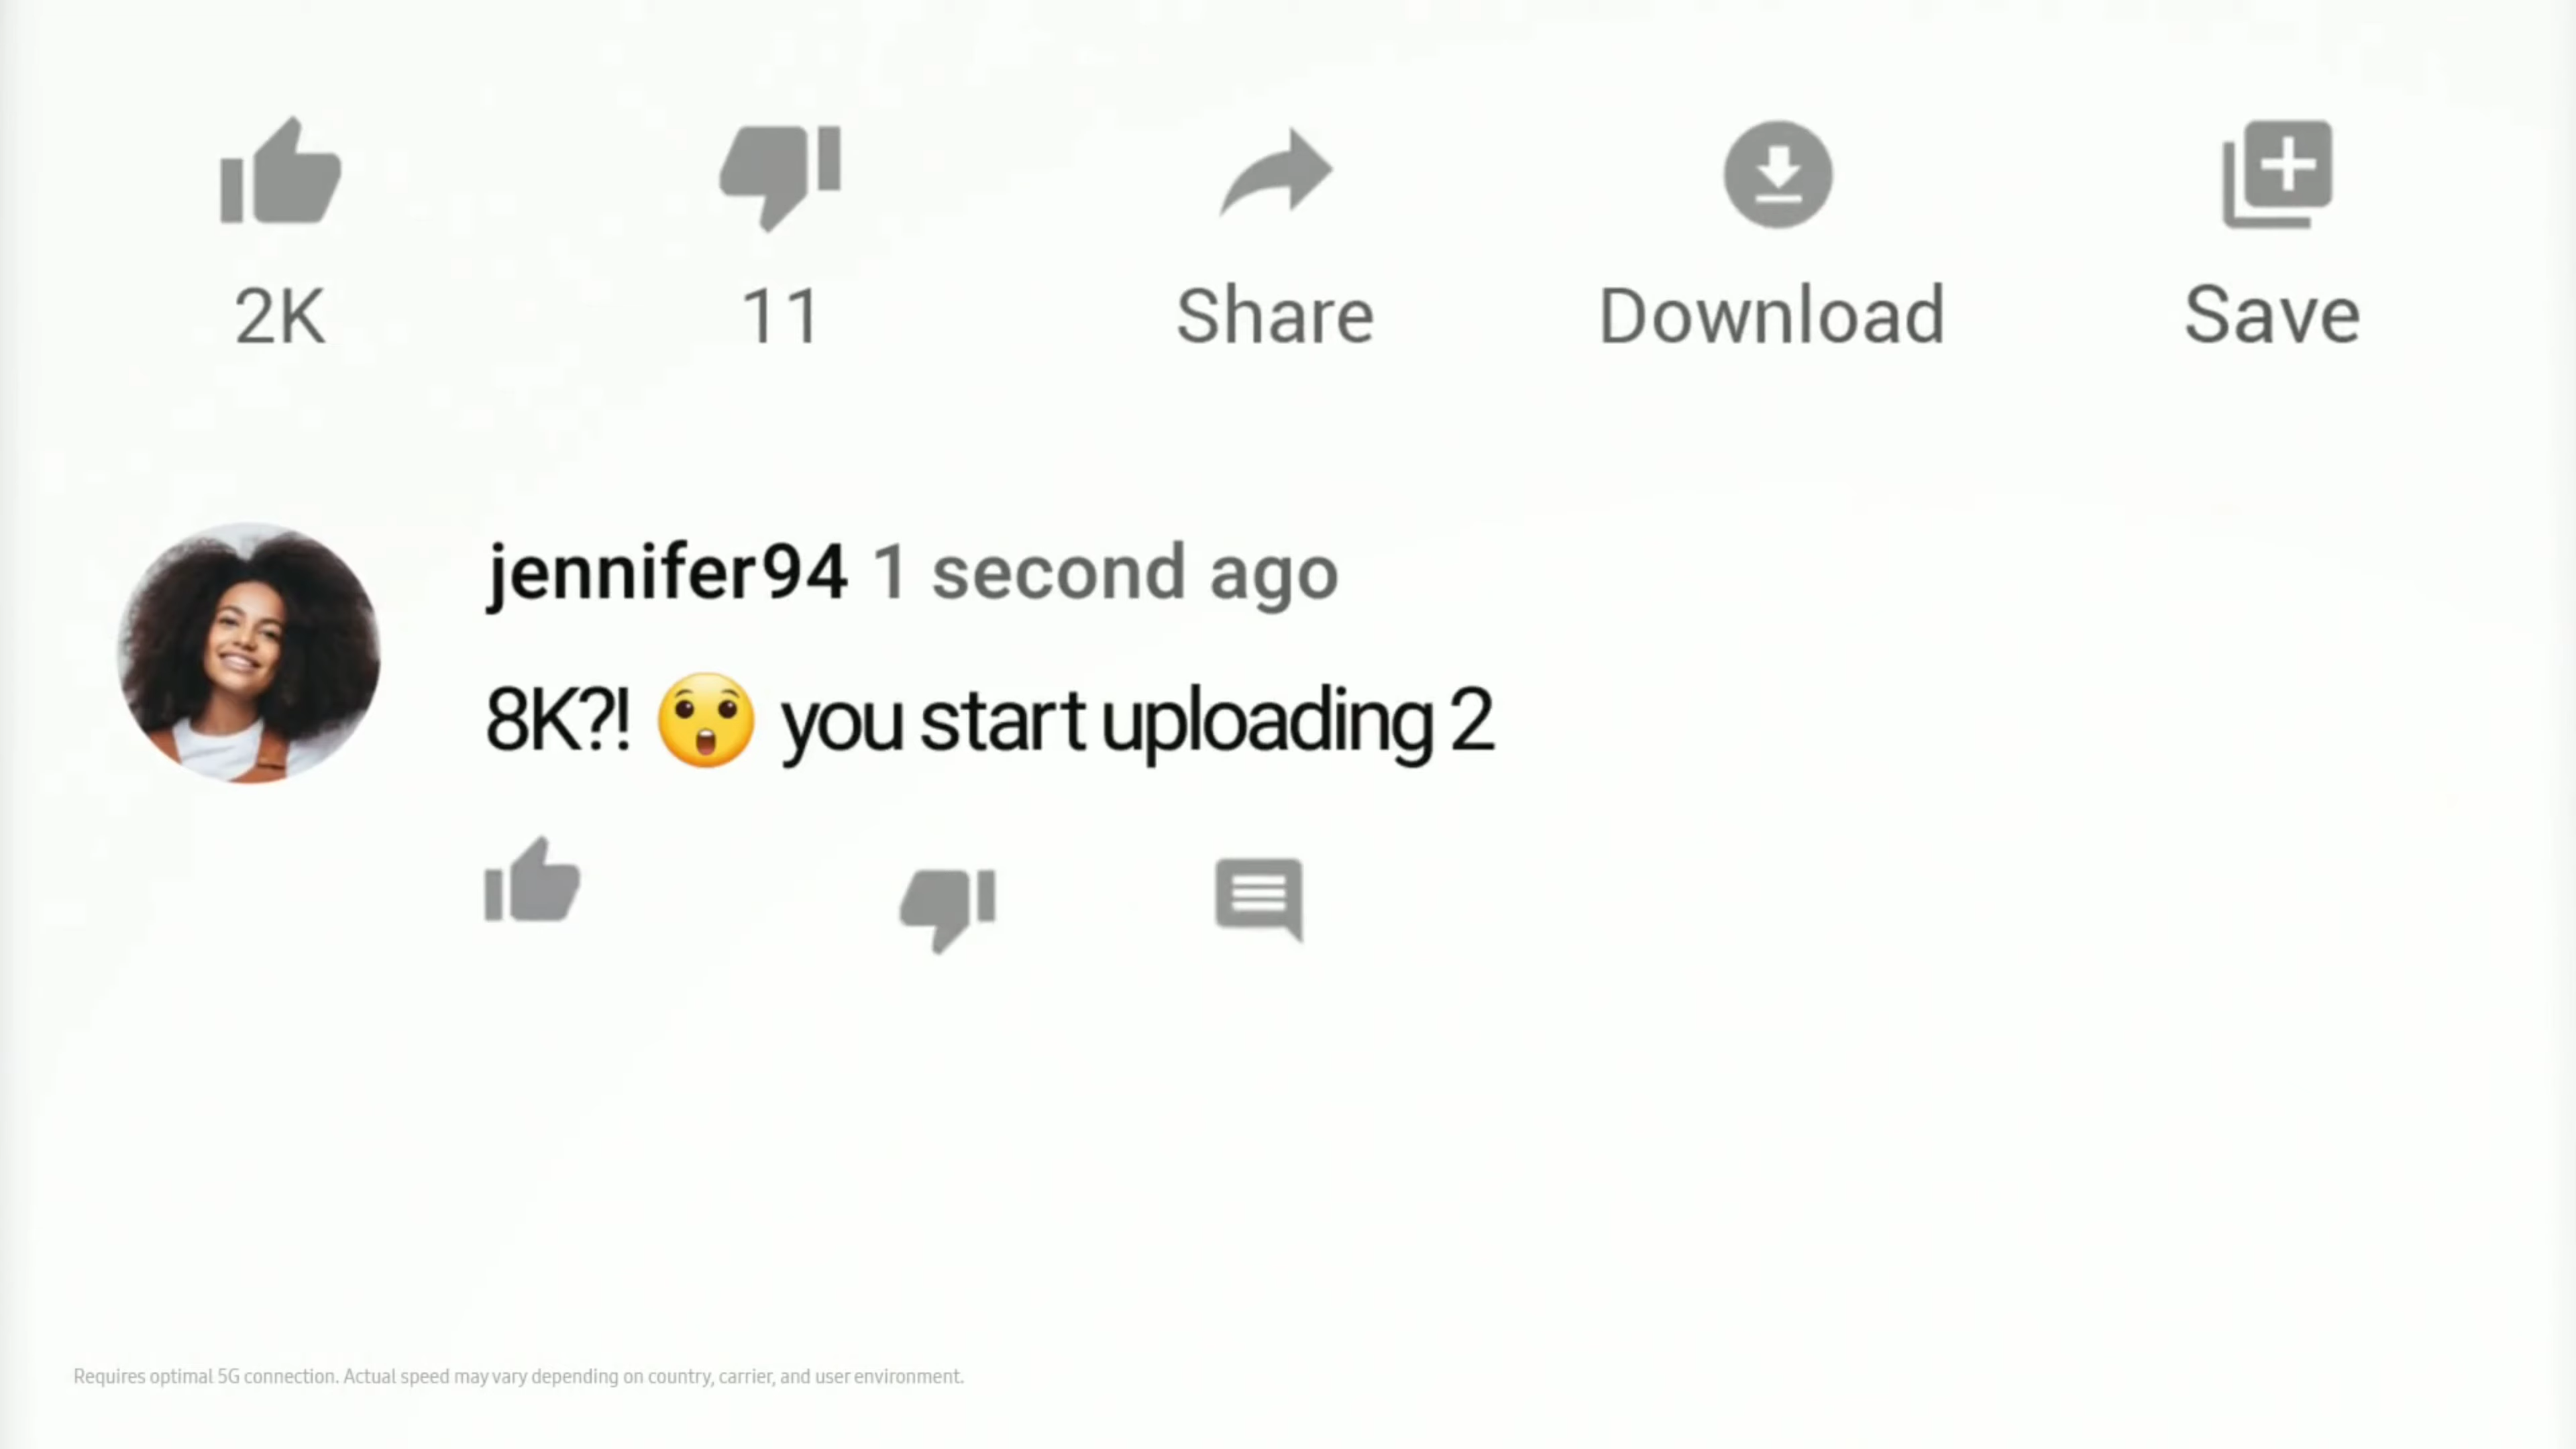 2K 11 Share Download Save
jennifer94 1 second ago
8K?! 😲 you start uploading 2
Requires optimal 5G connection. Actual speed may vary depending on country, carrier, and user environment.